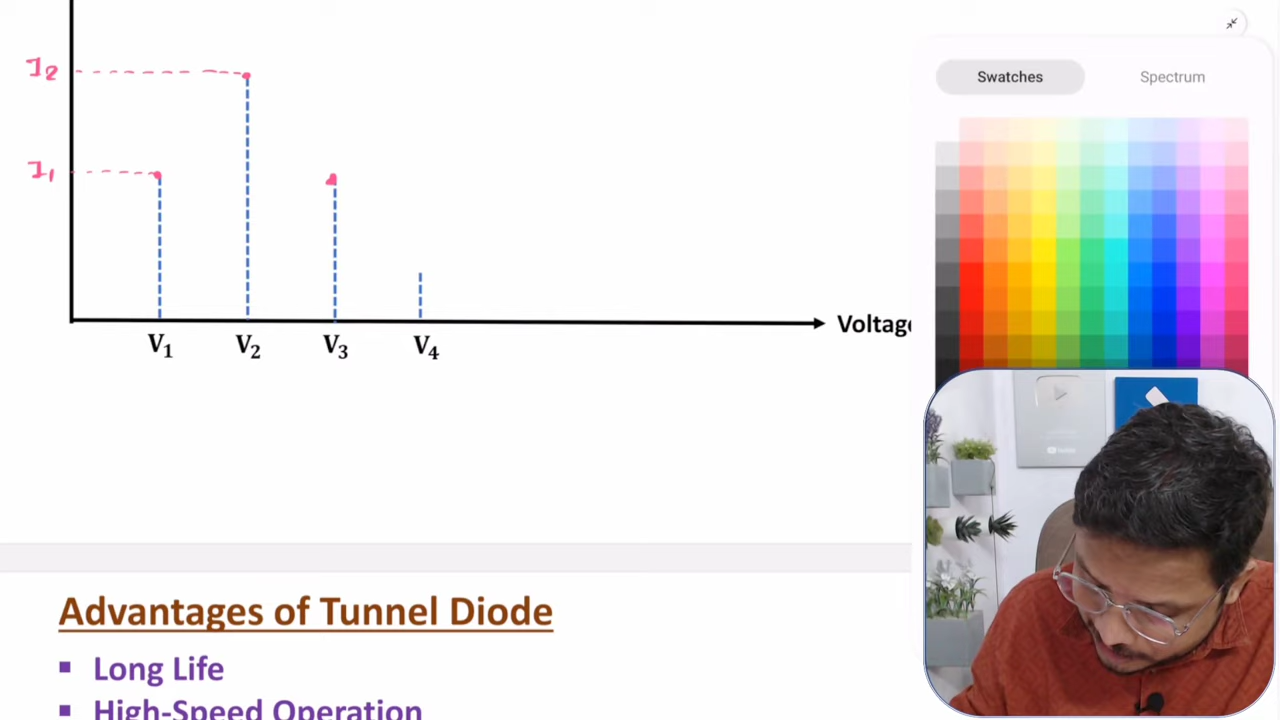 I2
Swatches Spectrum
I1
Voltage
V1 V2 V3 V4
Advantages of Tunnel Diode
▪ Long Life
▪ High-Speed Operation